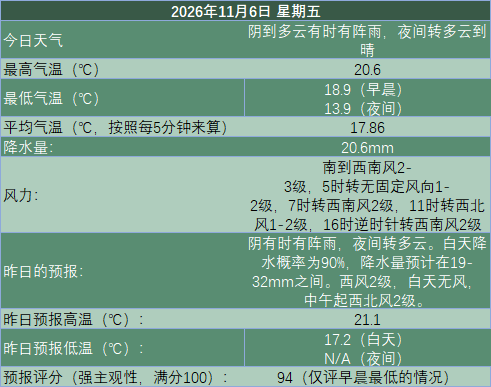 2026年11月6日 星期五
今日天气
阴到多云有时有阵雨，夜间转多云到
晴
最高气温（℃）
20.6
最低气温（℃）
18.9（早晨）
13.9（夜间）
平均气温（℃，按照每5分钟来算）
17.86
降水量：
20.6mm
风力：
南到西南风2-
3级，5时转无固定风向1-
2级，7时转西南风2级，11时转西北
风1-2级，16时逆时针转西南风2级
昨日的预报：
阴有时有阵雨，夜间转多云。白天降
水概率为90%，降水量预计在19-
32mm之间。西风2级，白天无风，
中午起西北风2级。
昨日预报高温（℃）：
21.1
昨日预报低温（℃）：
17.2（白天）
N/A（夜间）
预报评分（强主观性，满分100）：
94（仅评早晨最低的情况）